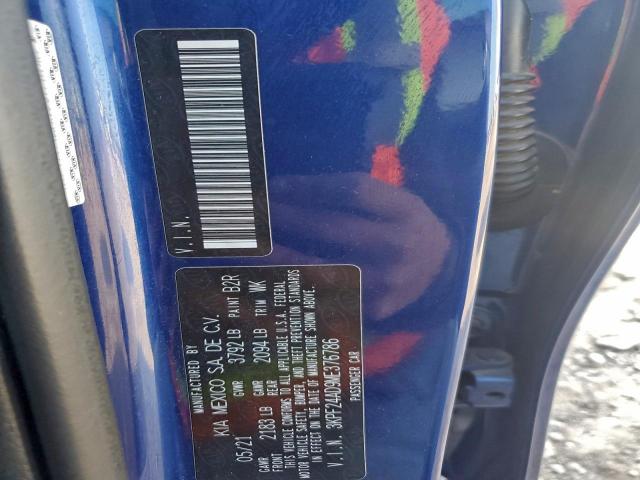 V.I.N.
MANUFACTURED BY
KIA MEXICO S.A. DE C.V.
05/21 GVWR 3792 LB PAINT B2R
GAWR FRONT 2183 LB GAWR REAR 2094 LB TRIM WK
THIS VEHICLE CONFORMS TO ALL APPLICABLE U.S.A. FEDERAL
MOTOR VEHICLE SAFETY, BUMPER, AND THEFT PREVENTION STANDARDS
IN EFFECT ON THE DATE OF MANUFACTURE SHOWN ABOVE.
V.I.N. 3KPF24AD9ME376786
PASSENGER CAR